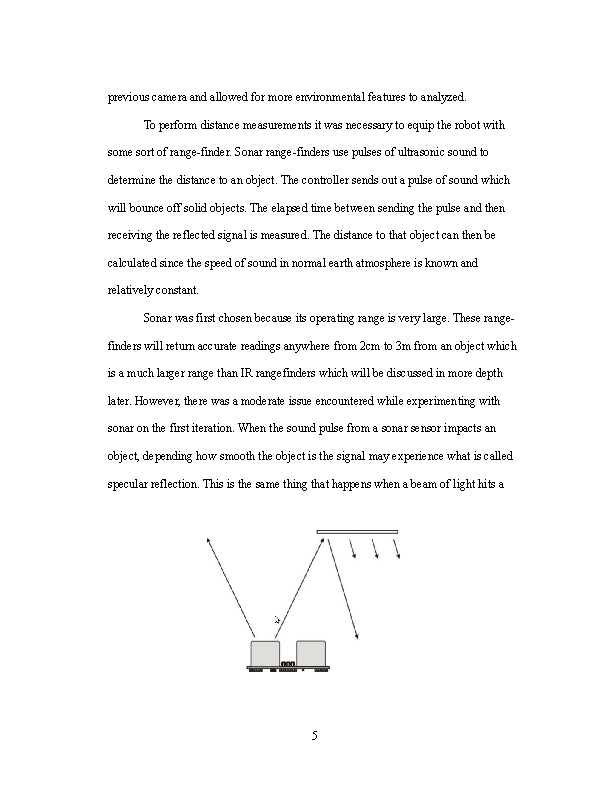 previous camera and allowed for more environmental features to analyzed.
To perform distance measurements it was necessary to equip the robot with
some sort of range-finder. Sonar range-finders use pulses of ultrasonic sound to
determine the distance to an object. The controller sends out a pulse of sound which
will bounce off solid objects. The elapsed time between sending the pulse and then
receiving the reflected signal is measured. The distance to that object can then be
calculated since the speed of sound in normal earth atmosphere is known and
relatively constant.
Sonar was first chosen because its operating range is very large. These range-
finders will return accurate readings anywhere from 2cm to 3m from an object which
is a much larger range than IR rangefinders which will be discussed in more depth
later. However, there was a moderate issue encountered while experimenting with
sonar on the first iteration. When the sound pulse from a sonar sensor impacts an
object, depending how smooth the object is the signal may experience what is called
specular reflection. This is the same thing that happens when a beam of light hits a
5